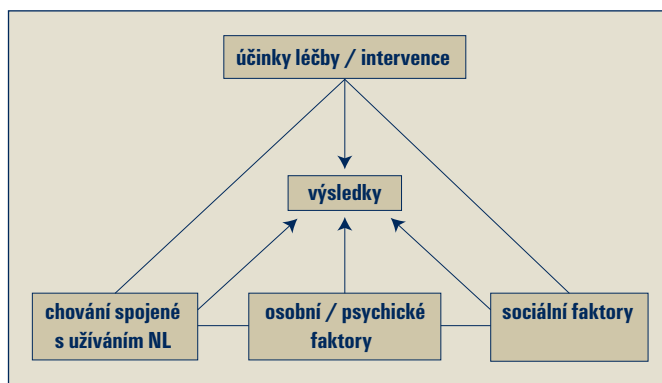 účinky léčby / intervence
výsledky
chování spojené
s užíváním NL
osobní / psychické
faktory
sociální faktory